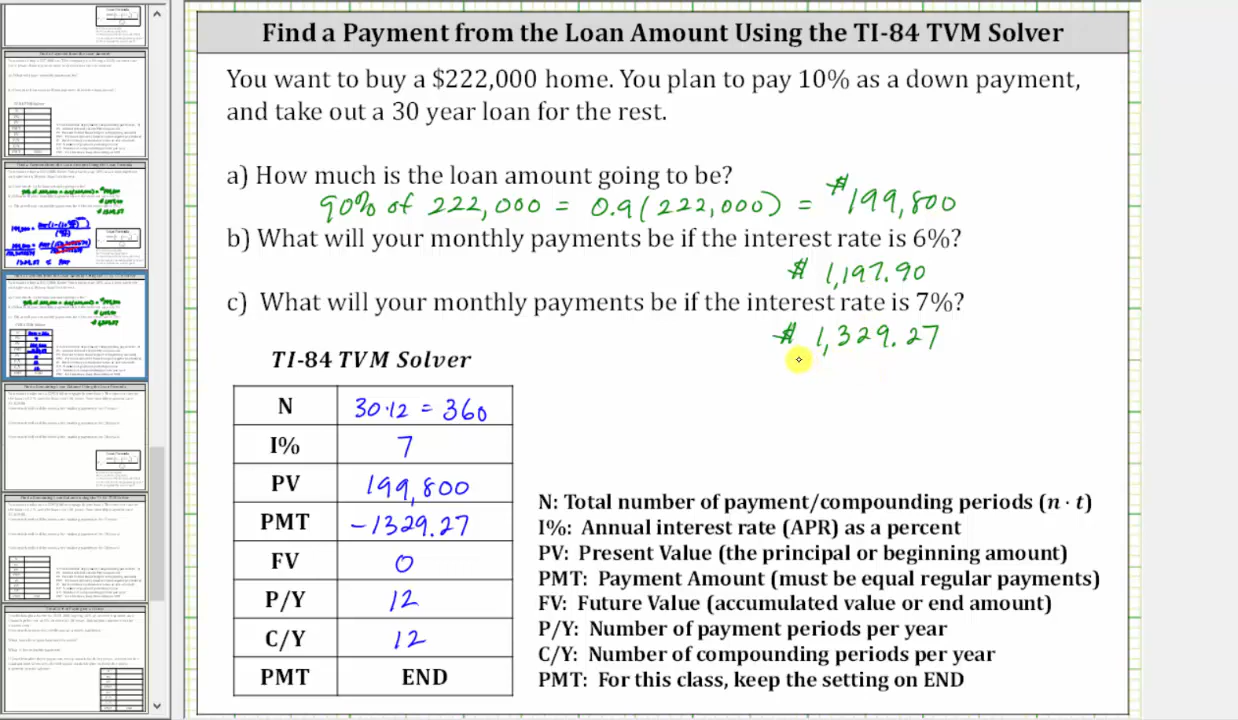 Find a Payment from the Loan Amount Using the TI-84 TVM Solver
You want to buy a $222,000 home. You plan to pay 10% as a down payment,
and take out a 30 year loan for the rest.
a) How much is the loan amount going to be?
90% of 222,000 = 0.9(222,000) = $199,800
b) What will your monthly payments be if the interest rate is 6%?
$ 1,197.90
c) What will your monthly payments be if the interest rate is 7%?
$ 1,329.27
TI-84 TVM Solver
N 30·12 = 360
I% 7
PV 199,800
PMT -1329.27
FV 0
P/Y 12
C/Y 12
PMT END
N: Total number of payment/compounding periods (n · t)
I%: Annual interest rate (APR) as a percent
PV: Present Value (the principal or beginning amount)
PMT: Payment Amount (must be equal regular payments)
FV: Future Value (accumulated value or end amount)
P/Y: Number of payment periods per year
C/Y: Number of compounding periods per year
PMT: For this class, keep the setting on END